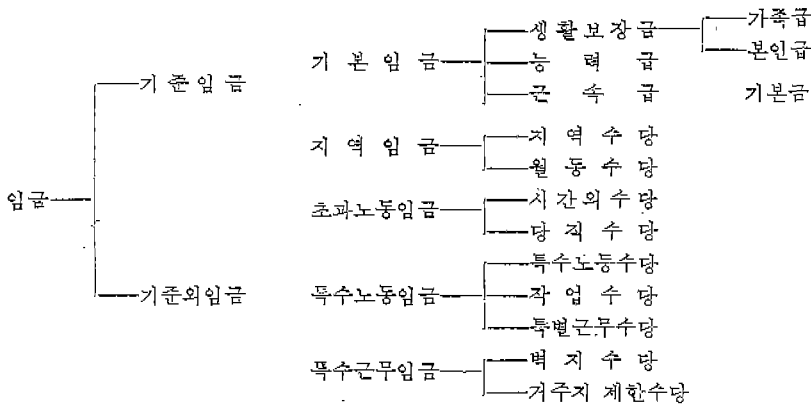 가족급
생활보장급
본인급
기본임금
능력급
기준임금
근속급 기본금
지역임금
지역수당
월동수당
임금
시간외수당
초과노동임금
당직수당
특수노동수당
기준외임금 특수노동임금 작업수당
특별근무수당
벽지수당
특수근무임금
거주지 제한수당